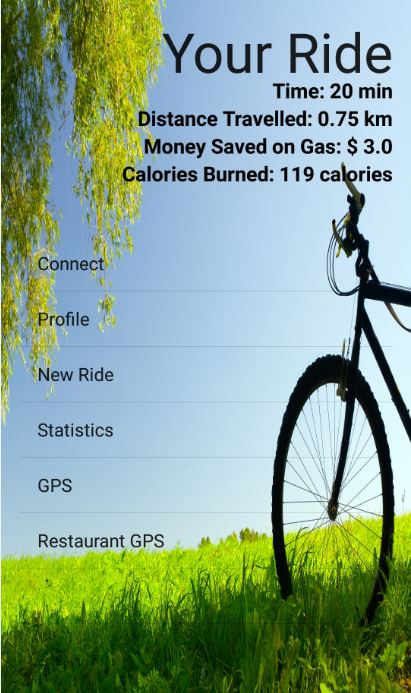 Your Ride
Time: 20 min
Distance Travelled: 0.75 km
Money Saved on Gas: $ 3.0
Calories Burned: 119 calories
Connect
Profile
New Ride
Statistics
GPS
Restaurant GPS